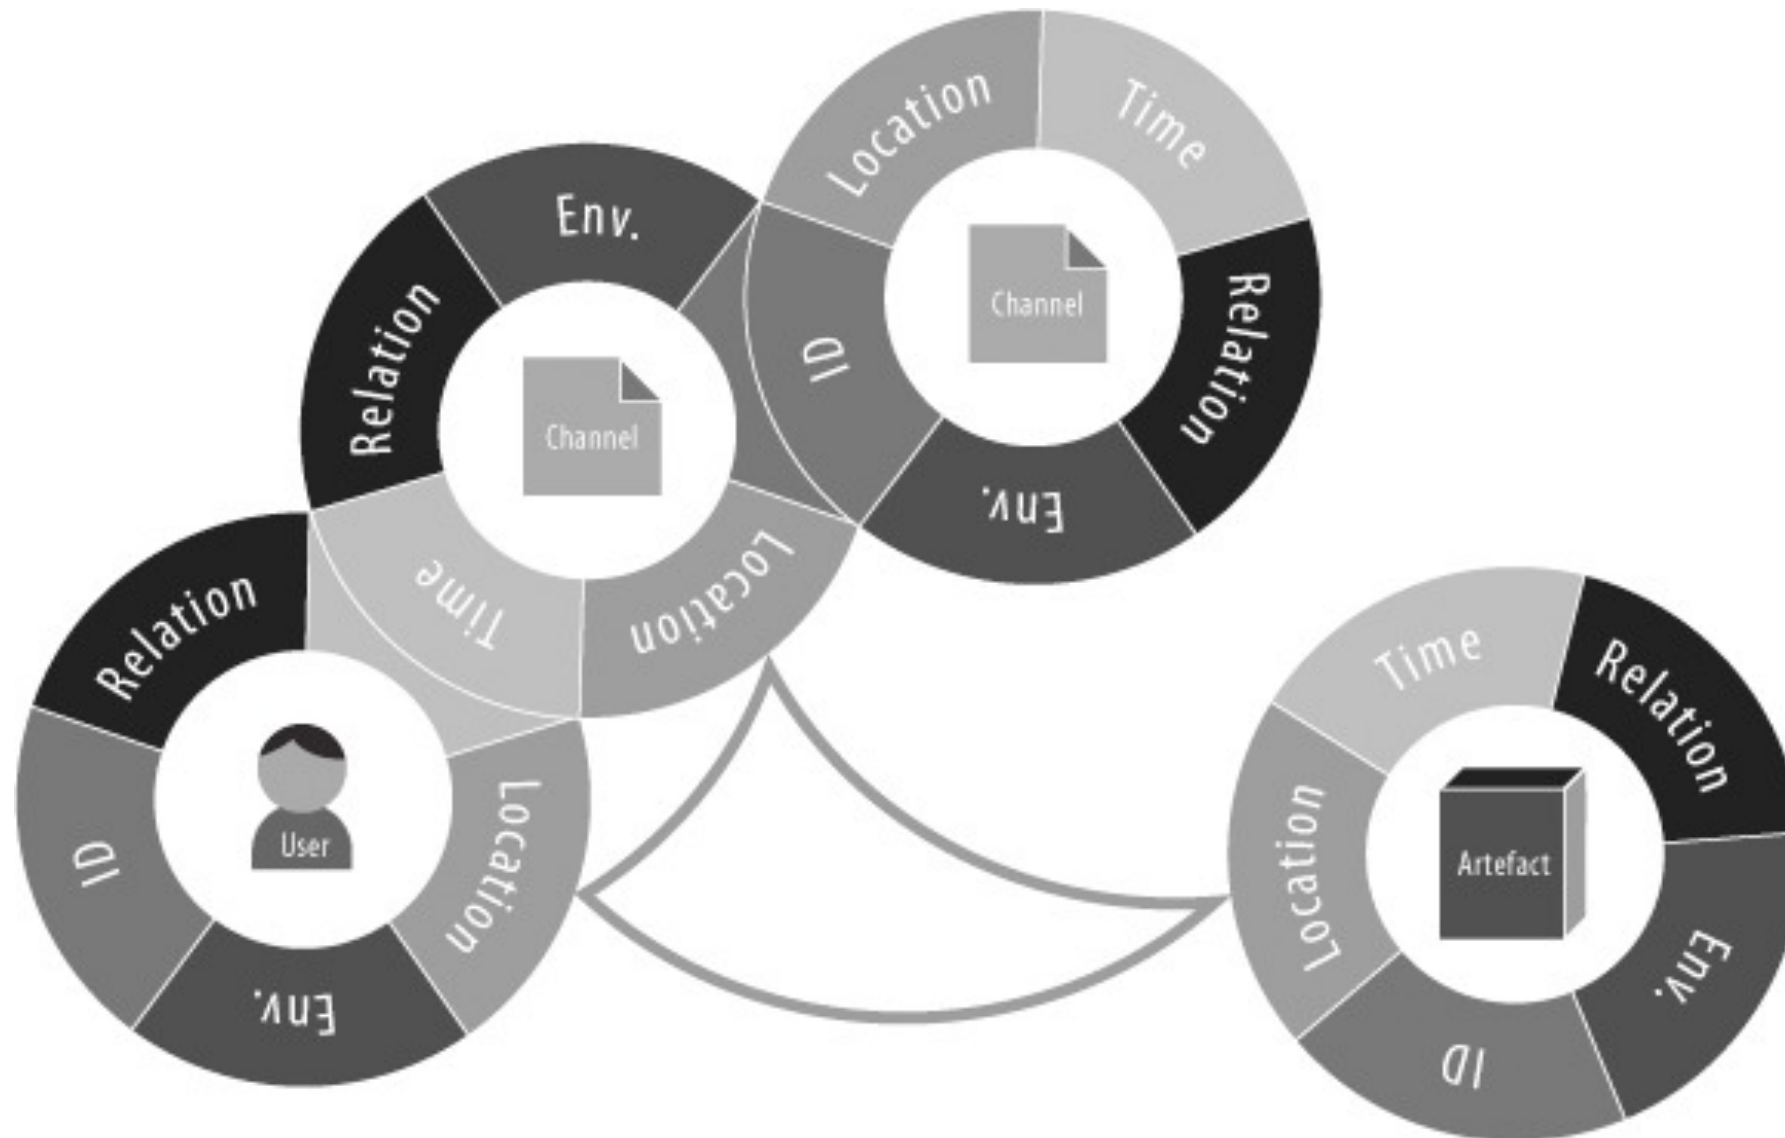 Location
Time
Relation
Env.
ID
Channel
Env.
Relation
Time
Location
Channel
Relation
Location
Env.
ID
User
Time
Relation
Env.
ID
Location
Artefact